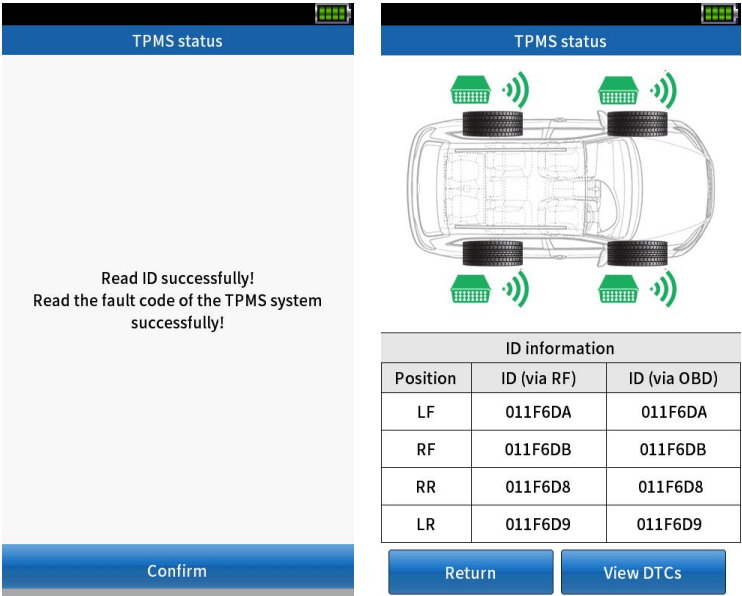 TPMS status
Read ID successfully!
Read the fault code of the TPMS system
successfully!
Confirm
TPMS status
ID information
Position ID (via RF) ID (via OBD)
LF 011F6DA 011F6DA
RF 011F6DB 011F6DB
RR 011F6D8 011F6D8
LR 011F6D9 011F6D9
Return View DTCs